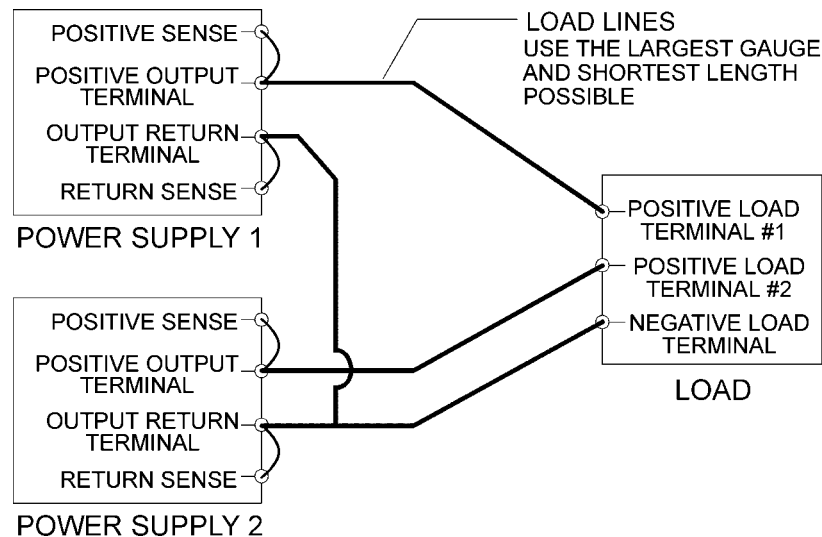 POSITIVE SENSE
POSITIVE OUTPUT
TERMINAL
OUTPUT RETURN
TERMINAL
RETURN SENSE
POWER SUPPLY 1
LOAD LINES
USE THE LARGEST GAUGE
AND SHORTEST LENGTH
POSSIBLE
POSITIVE LOAD
TERMINAL #1
POSITIVE LOAD
TERMINAL #2
NEGATIVE LOAD
TERMINAL
LOAD
POSITIVE SENSE
POSITIVE OUTPUT
TERMINAL
OUTPUT RETURN
TERMINAL
RETURN SENSE
POWER SUPPLY 2